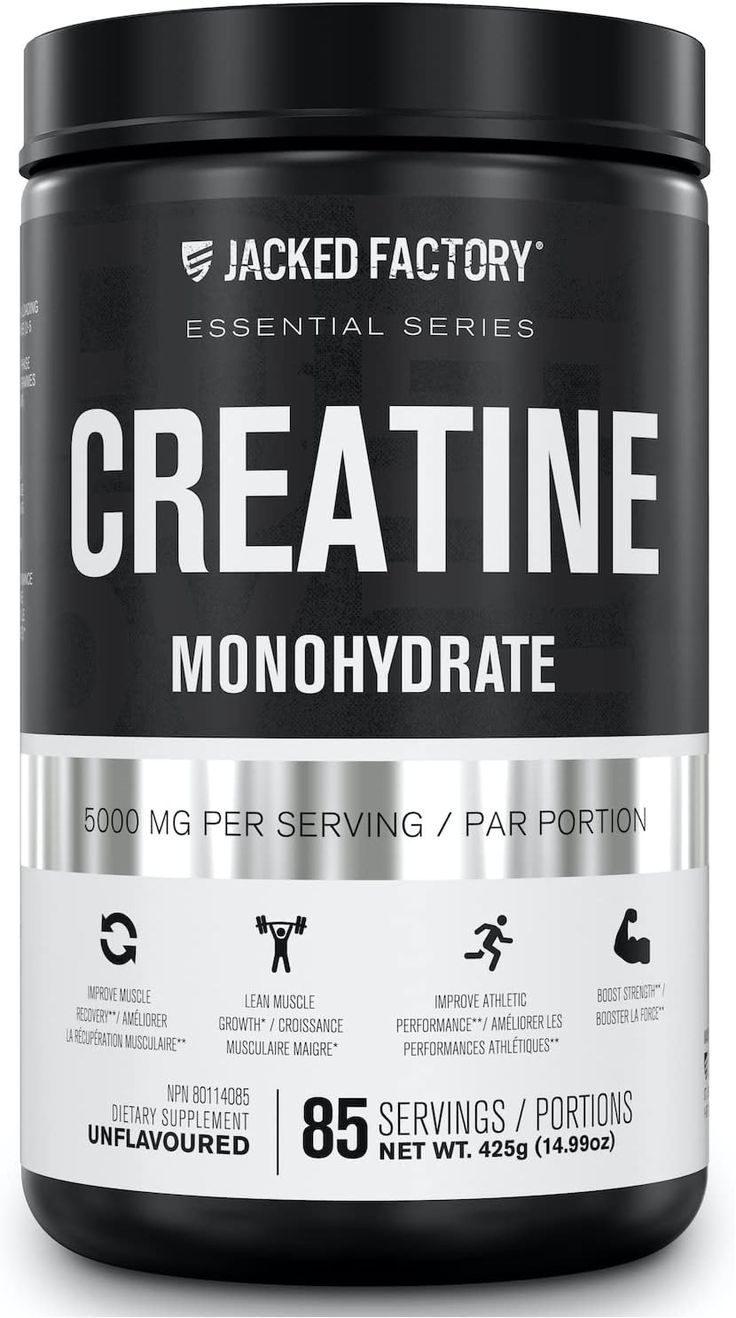 JACKED FACTORY®
ESSENTIAL SERIES
CREATINE
MONOHYDRATE
5000 MG PER SERVING / PAR PORTION
IMPROVE MUSCLE
RECOVERY**/ AMÉLIORER
LA RÉCUPÉRATION MUSCULAIRE**
LEAN MUSCLE
GROWTH* / CROISSANCE
MUSCULAIRE MAIGRE*
IMPROVE ATHLETIC
PERFORMANCE**/ AMÉLIORER LES
PERFORMANCES ATHLÉTIQUES**
BOOST STRENGTH**/
BOOSTER LA FORCE**
NPN 80114085
DIETARY SUPPLEMENT
UNFLAVOURED
85 SERVINGS / PORTIONS
NET WT. 425g (14.99oz)